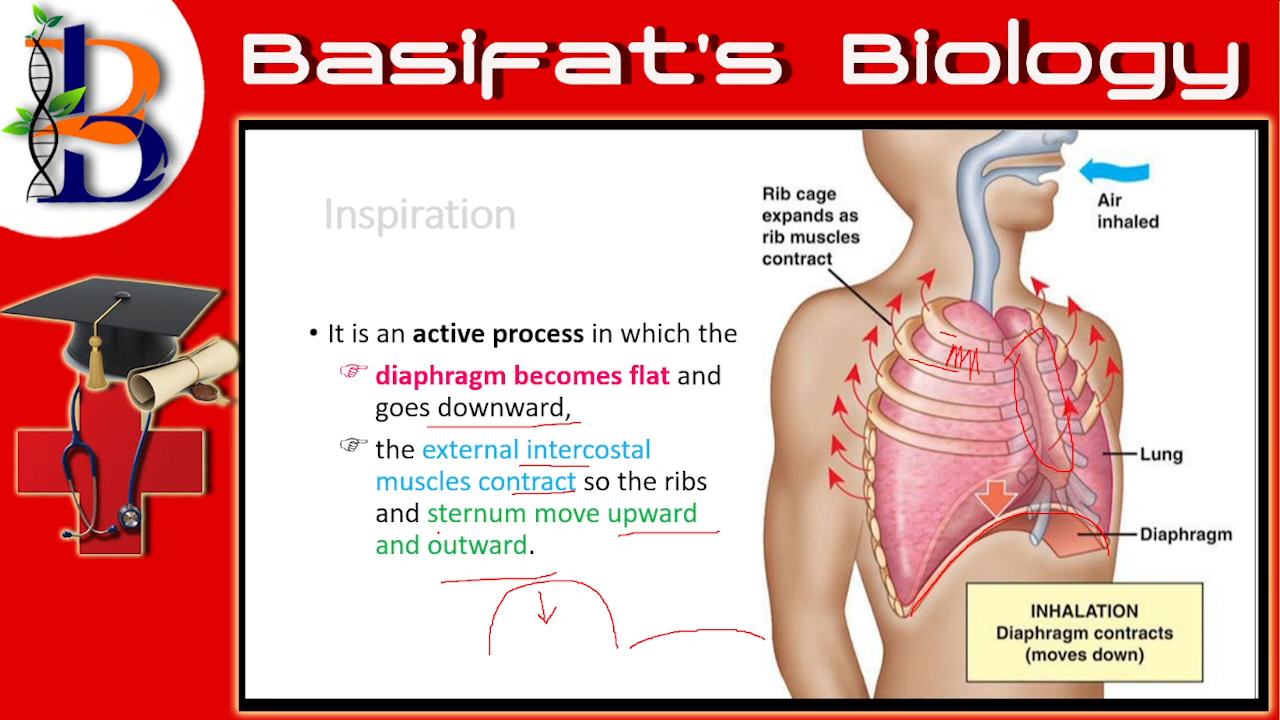 Basifat's Biology
Inspiration
• It is an active process in which the
☞ diaphragm becomes flat and
goes downward,
☞ the external intercostal
muscles contract so the ribs
and sternum move upward
and outward.
Rib cage
expands as
rib muscles
contract
Air
inhaled
Lung
Diaphragm
INHALATION
Diaphragm contracts
(moves down)